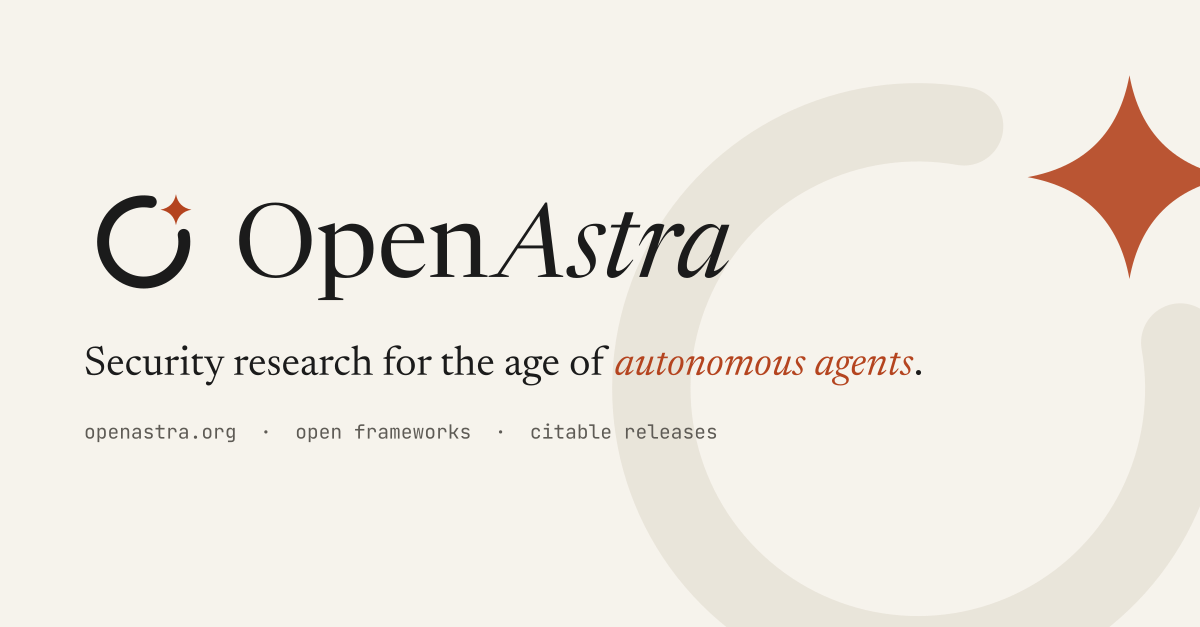 OpenAstra
Security research for the age of autonomous agents.
openastra.org · open frameworks · citable releases